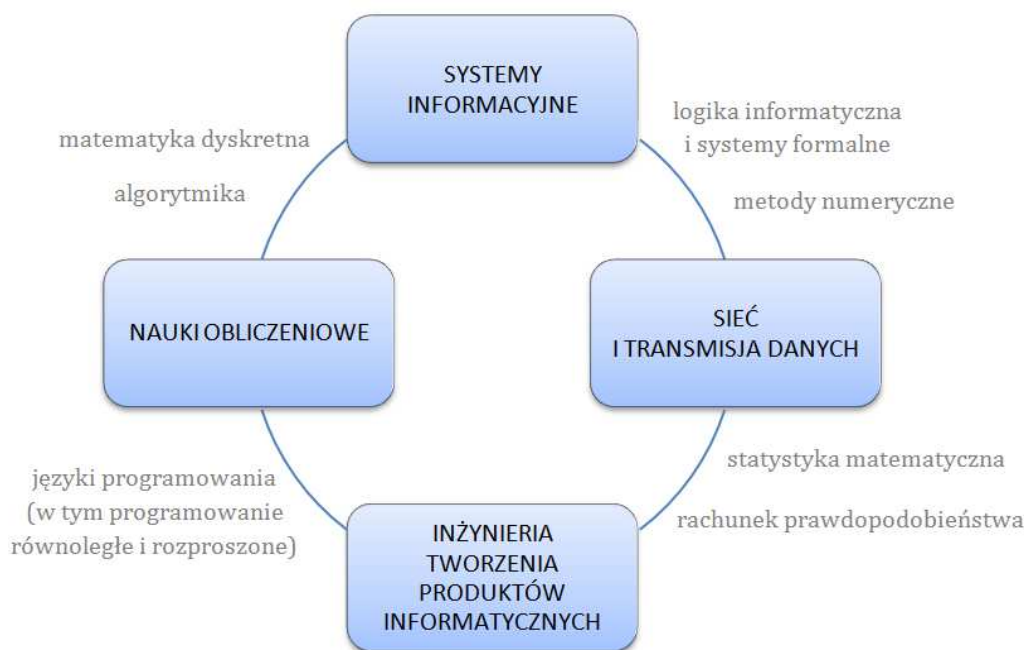 SYSTEMY
INFORMACYJNE
matematyka dyskretna
algorytmika
logika informatyczna
i systemy formalne
metody numeryczne
NAUKI OBLICZENIOWE
SIEĆ
I TRANSMISJA DANYCH
języki programowania
(w tym programowanie
równoległe i rozproszone)
statystyka matematyczna
rachunek prawdopodobieństwa
INŻYNIERIA
TWORZENIA
PRODUKTÓW
INFORMATYCZNYCH